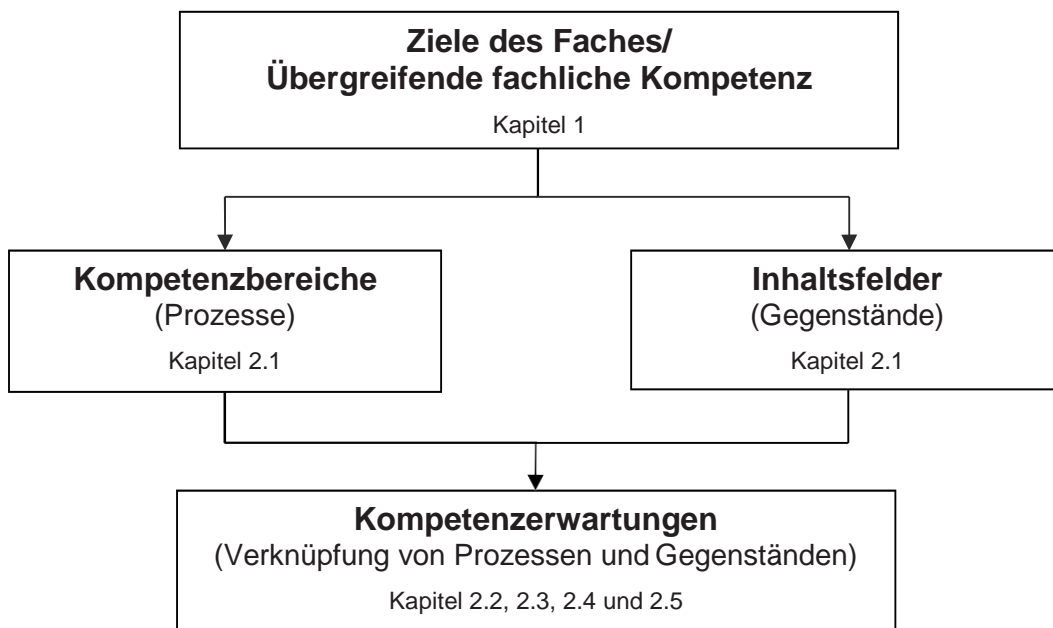 Ziele des Faches/
Übergreifende fachliche Kompetenz
Kapitel 1
Kompetenzbereiche
(Prozesse)
Kapitel 2.1
Inhaltsfelder
(Gegenstände)
Kapitel 2.1
Kompetenzerwartungen
(Verknüpfung von Prozessen und Gegenständen)
Kapitel 2.2, 2.3, 2.4 und 2.5